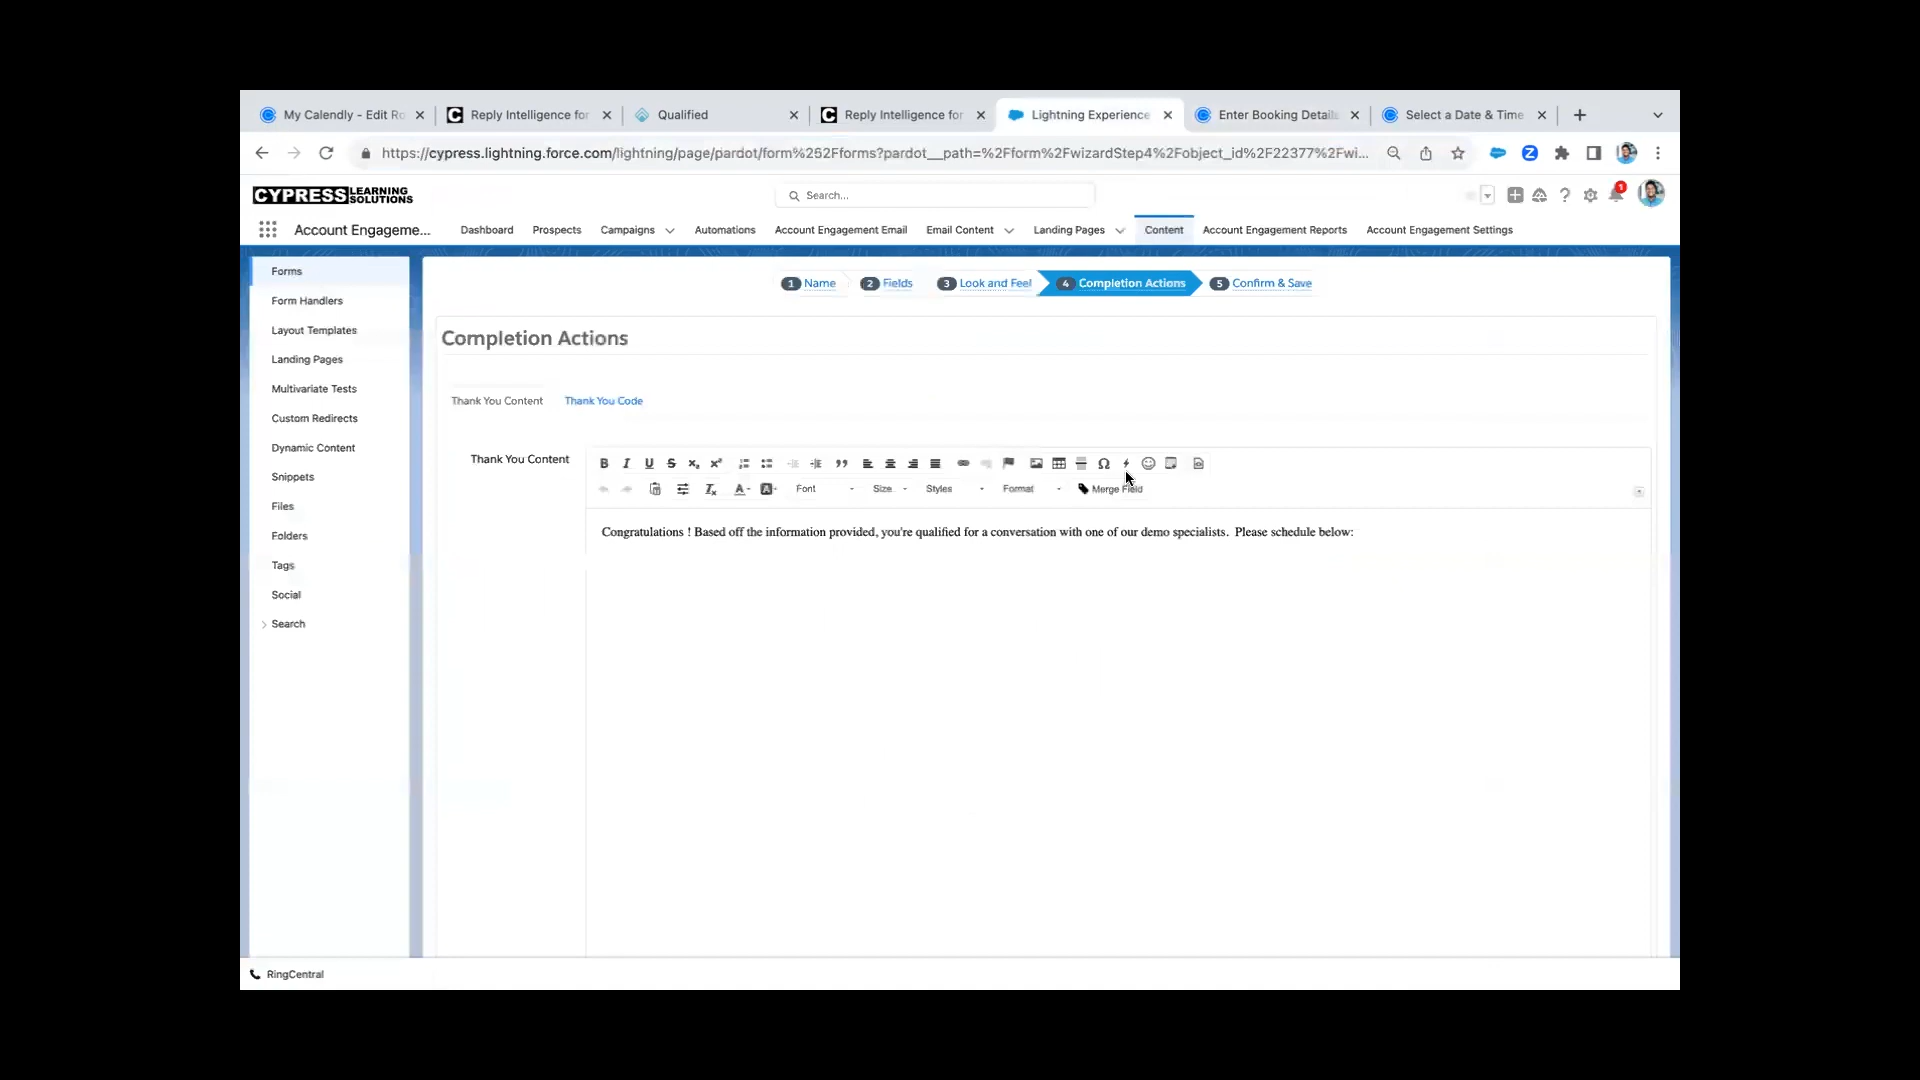 My Calendly - Edit Ro
Reply Intelligence for
Qualified
Reply Intelligence for
Lightning Experience
Enter Booking Details
Select a Date & Time
https://cypress.lightning.force.com/lightning/page/pardot/form%252Fforms?pardot__path=%2Fform%2FwizardStep4%2Fobject_id%2F22377%2Fwi...
CYPRESS LEARNING SOLUTIONS
Search...
1
Account Engageme...
Dashboard
Prospects
Campaigns
Automations
Account Engagement Email
Email Content
Landing Pages
Content
Account Engagement Reports
Account Engagement Settings
Forms
Form Handlers
Layout Templates
Landing Pages
Multivariate Tests
Custom Redirects
Dynamic Content
Snippets
Files
Folders
Tags
Social
Search
1 Name
2 Fields
3 Look and Feel
4 Completion Actions
5 Confirm & Save
Completion Actions
Thank You Content
Thank You Code
Thank You Content
Font
Size
Styles
Format
Merge Field
Congratulations ! Based off the information provided, you're qualified for a conversation with one of our demo specialists.  Please schedule below:
RingCentral